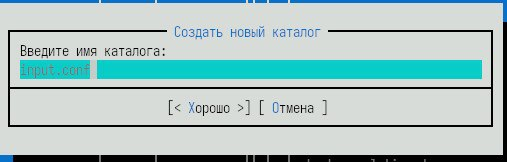 Создать новый каталог
Введите имя каталога:
input.conf
[< Хорошо >] [ Отмена ]